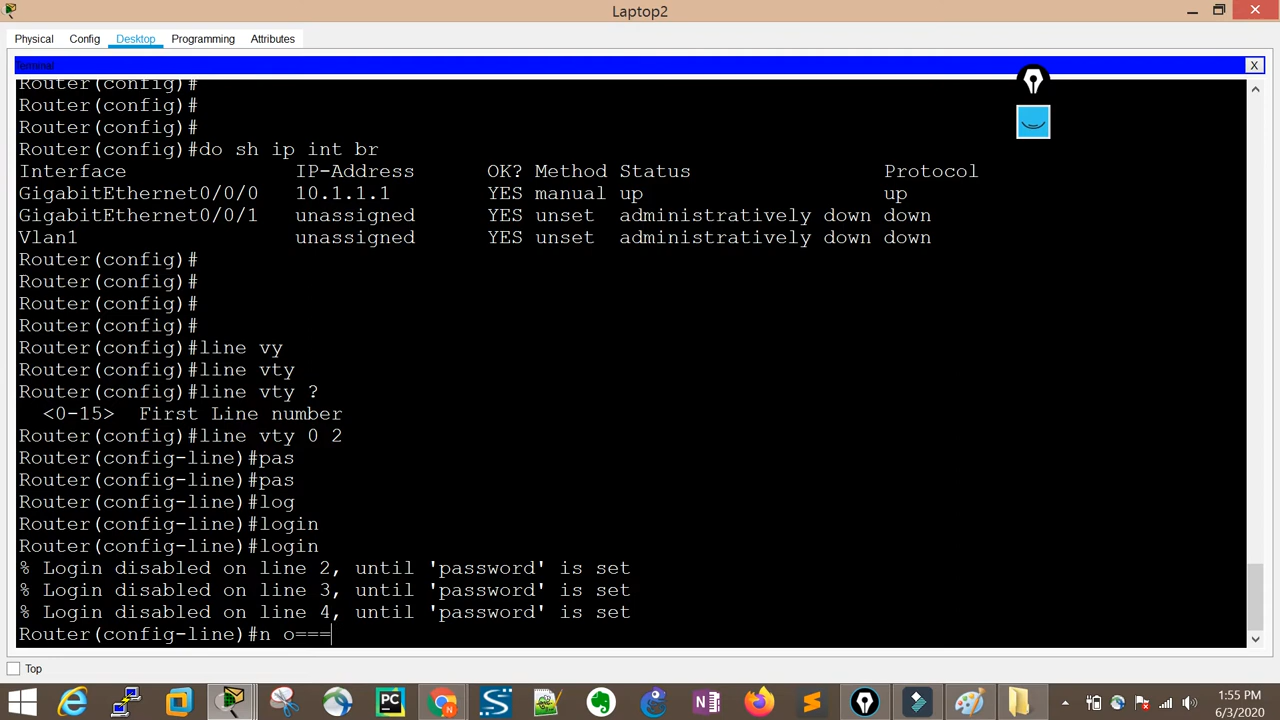 Laptop2
Physical Config Desktop Programming Attributes
Terminal
X
Router(config)#
Router(config)#
Router(config)#
Router(config)#do sh ip int br
Interface IP-Address OK? Method Status Protocol
GigabitEthernet0/0/0 10.1.1.1 YES manual up up
GigabitEthernet0/0/1 unassigned YES unset administratively down down
Vlan1 unassigned YES unset administratively down down
Router(config)#
Router(config)#
Router(config)#
Router(config)#
Router(config)#line vy
Router(config)#line vty
Router(config)#line vty ?
<0-15> First Line number
Router(config)#line vty 0 2
Router(config-line)#pas
Router(config-line)#pas
Router(config-line)#log
Router(config-line)#login
Router(config-line)#login
% Login disabled on line 2, until 'password' is set
% Login disabled on line 3, until 'password' is set
% Login disabled on line 4, until 'password' is set
Router(config-line)#n o===
Top
PC
N
1:55 PM
6/3/2020